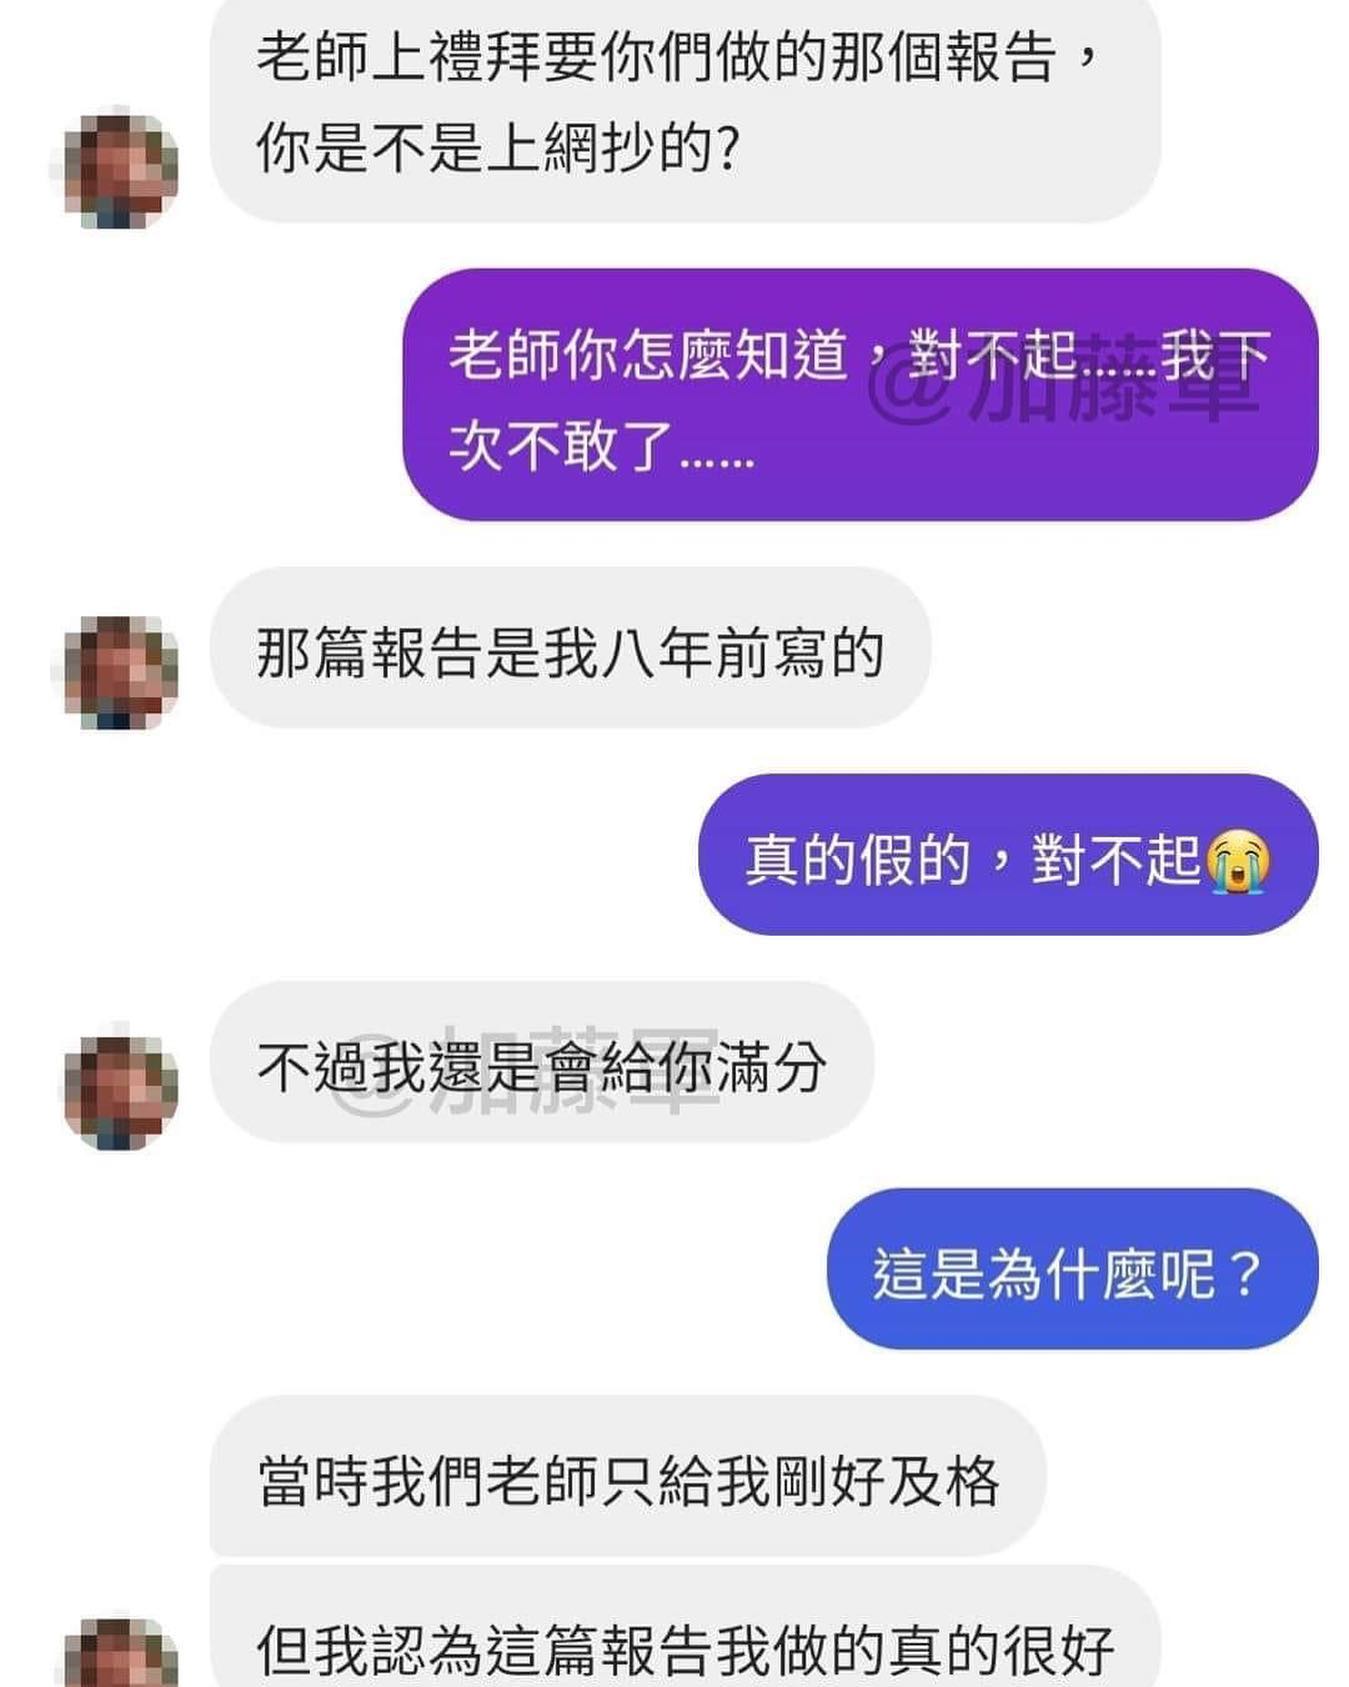 老師上禮拜要你們做的那個報告，
你是不是上網抄的?
老師你怎麼知道，對不起……我下
次不敢了……
@加藤軍
那篇報告是我八年前寫的
真的假的，對不起😭
不過我還是會給你滿分
@加藤軍
這是為什麼呢？
當時我們老師只給我剛好及格
但我認為這篇報告我做的真的很好